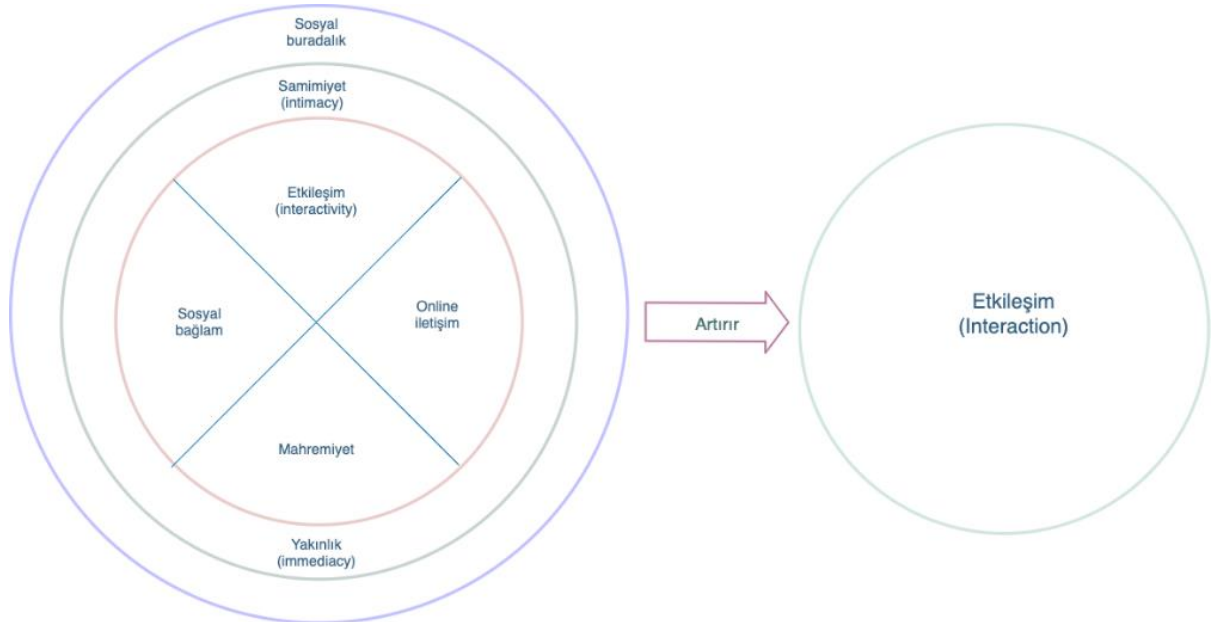 Sosyal
buradalık
Samimiyet
(intimacy)
Etkileşim
(interactivity)
Sosyal
bağlam
Online
iletişim
Mahremiyet
Yakınlık
(immediacy)
Artırır
Etkileşim
(Interaction)